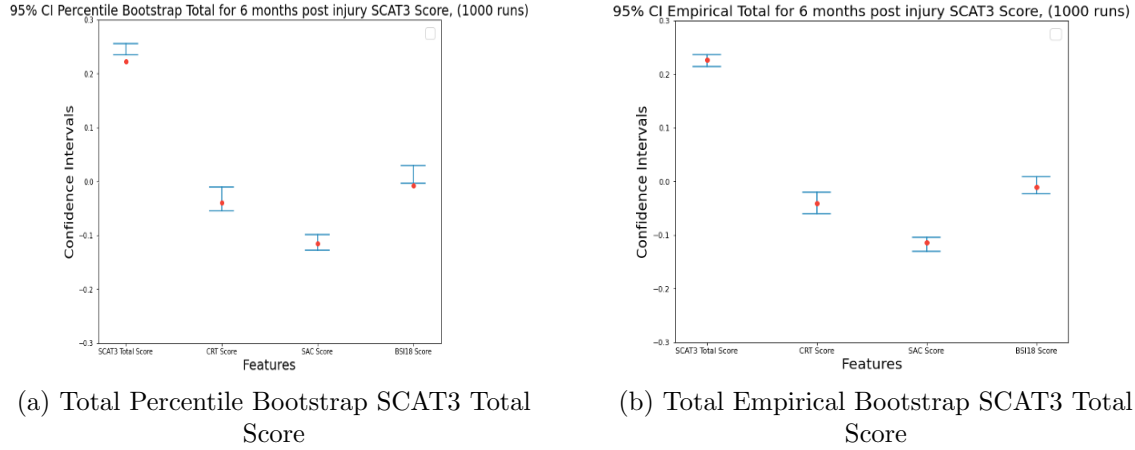 95% CI Percentile Bootstrap Total for 6 months post injury SCAT3 Score, (1000 runs)
0.3
0.2
0.1
0.0
−0.1
−0.2
−0.3
Confidence Intervals
SCAT3 Total Score CRT Score SAC Score BSI18 Score
Features
(a) Total Percentile Bootstrap SCAT3 Total
Score
95% CI Empirical Total for 6 months post injury SCAT3 Score, (1000 runs)
0.3
0.2
0.1
0.0
−0.1
−0.2
−0.3
Confidence Intervals
SCAT3 Total Score CRT Score SAC Score BSI18 Score
Features
(b) Total Empirical Bootstrap SCAT3 Total
Score